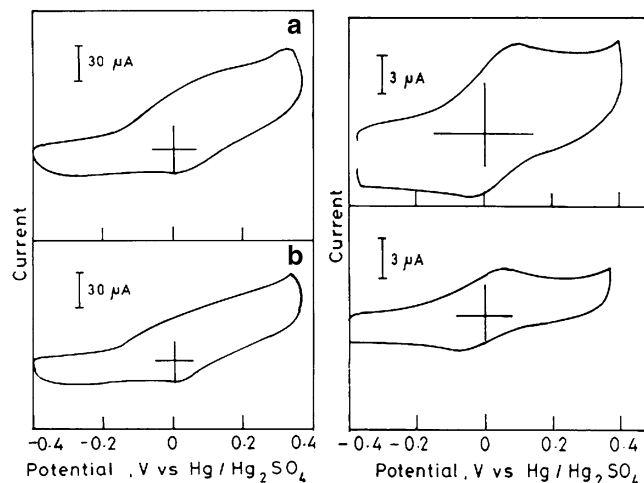 a
30 µA
3 µA
Current
Current
b
30 µA
3 µA
-0.4 -0.2 0 0.2 0.4
-0.4 -0.2 0 0.2 0.4
Potential , V vs Hg / Hg2SO4
Potential , V vs Hg / Hg2SO4